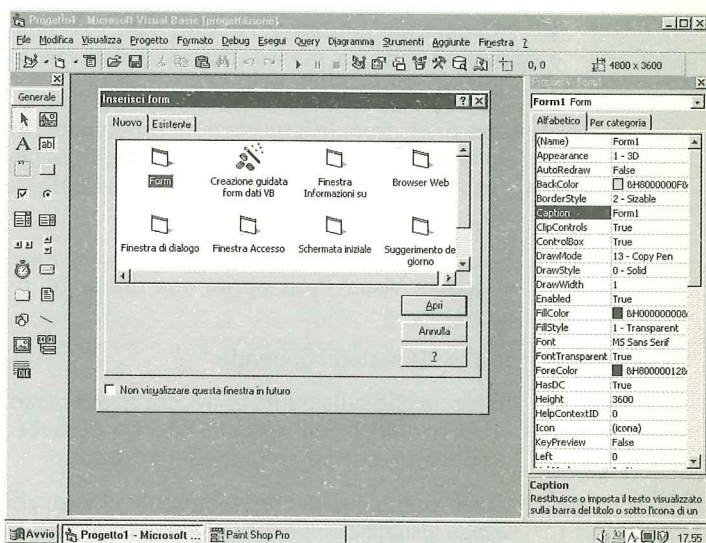 Progetto1 - Microsoft Visual Basic [progettazione]
File Modifica Visualizza Progetto Formato Debug Esegui Query Diagramma Strumenti Aggiunte Finestra ?
0, 0
4800 x 3600
Generale
Inserisci form
Nuovo
Esistente
Form
Creazione guidata form dati VB
Finestra Informazioni su
Browser Web
Finestra di dialogo
Finestra Accesso
Schermata iniziale
Suggerimento de giorno
Apri
Annulla
?
Non visualizzare questa finestra in futuro
Proprietà - Form1
Form1 Form
Alfabetico
Per categoria
(Name) Form1
Appearance 1 - 3D
AutoRedraw False
BackColor &H8000000F&
BorderStyle 2 - Sizable
Caption Form1
ClipControls True
ControlBox True
DrawMode 13 - Copy Pen
DrawStyle 0 - Solid
DrawWidth 1
Enabled True
FillColor &H00000000&
FillStyle 1 - Transparent
Font MS Sans Serif
FontTransparent True
ForeColor &H80000012&
HasDC True
Height 3600
HelpContextID 0
Icon (icona)
KeyPreview False
Left 0
Caption
Restituisce o imposta il testo visualizzato
sulla barra del titolo o sotto l'icona di un
Avvio
Progetto1 - Microsoft ...
Paint Shop Pro
17.55